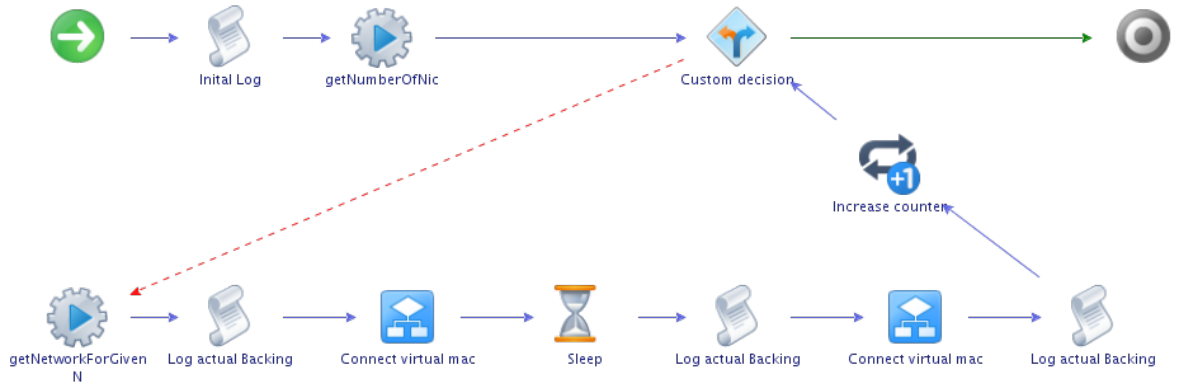 Inital Log
getNumberOfNic
Custom decision
+1
Increase counter
getNetworkForGiven
N
Log actual Backing
Connect virtual mac
Sleep
Log actual Backing
Connect virtual mac
Log actual Backing